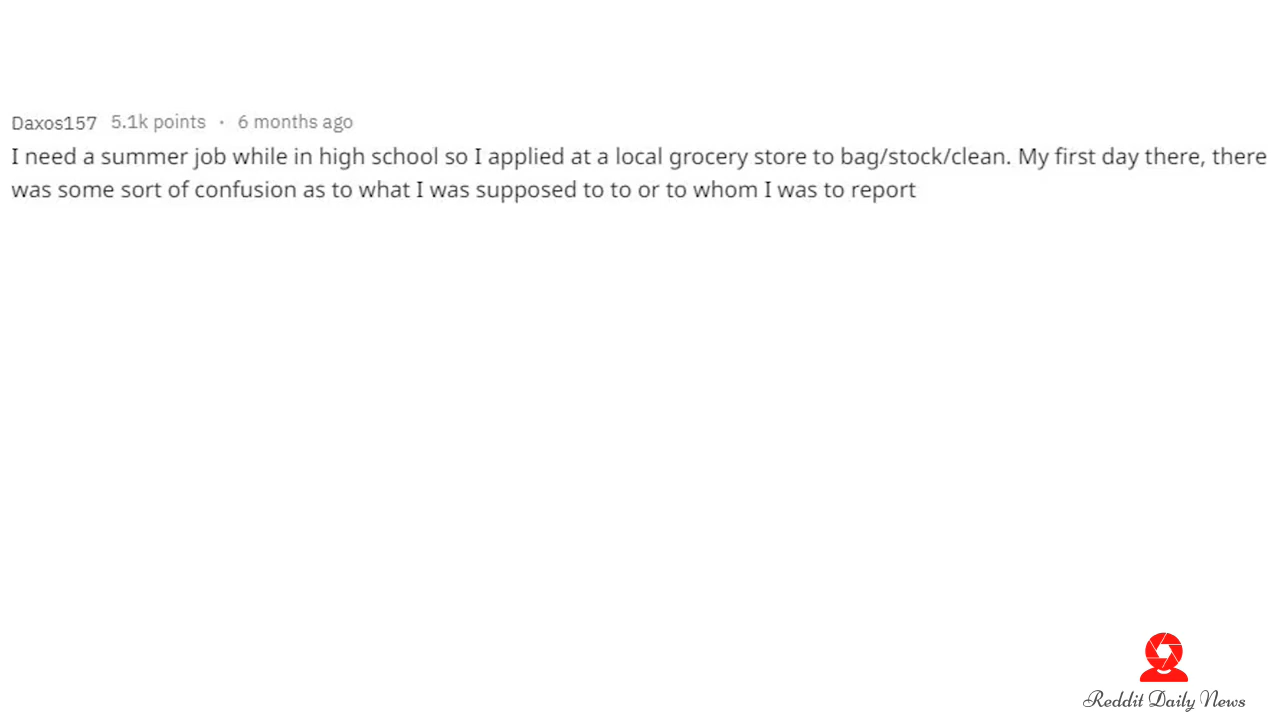 Daxos157 5.1k points · 6 months ago
I need a summer job while in high school so I applied at a local grocery store to bag/stock/clean. My first day there, there
was some sort of confusion as to what I was supposed to to or to whom I was to report
Reddit Daily News